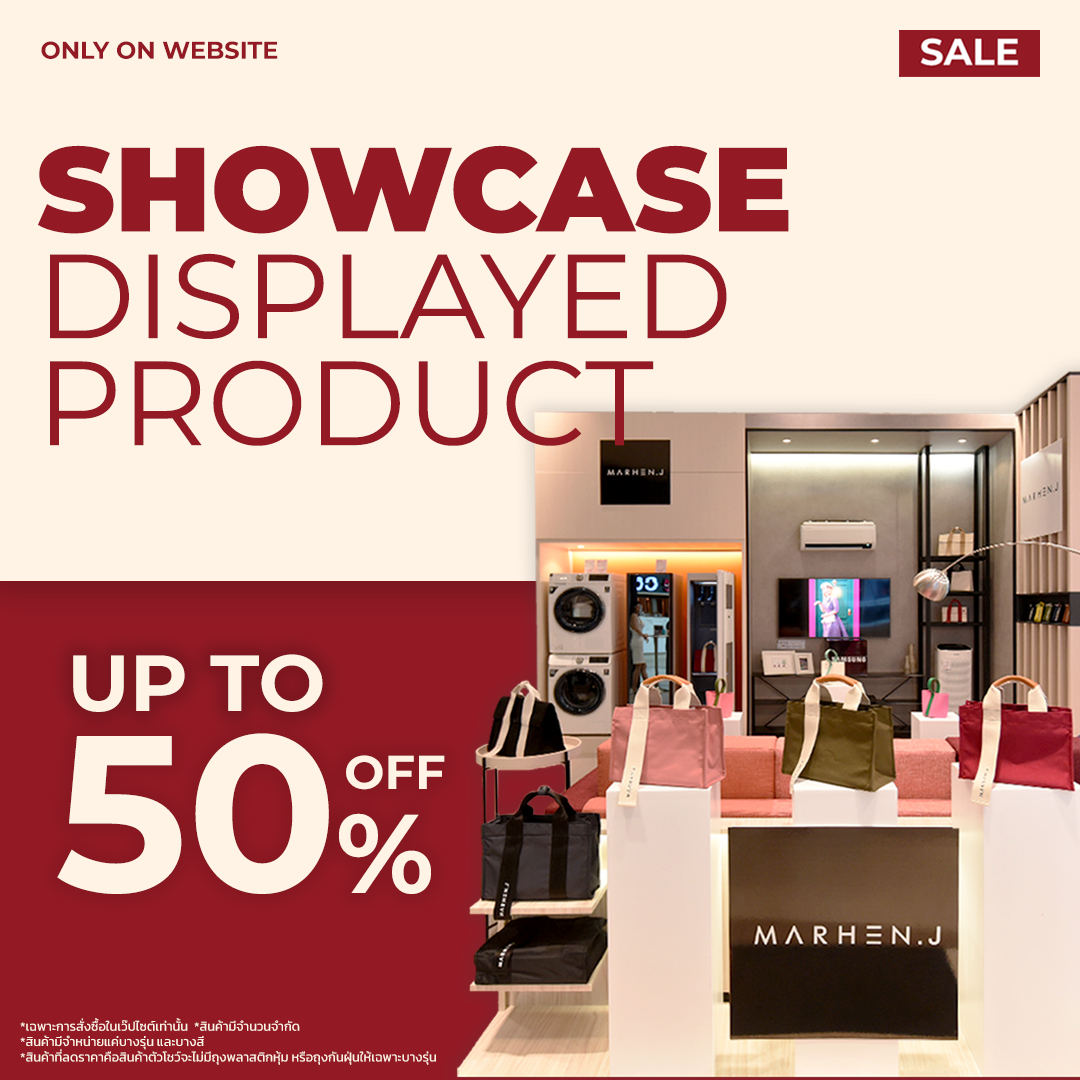 ONLY ON WEBSITE
SALE
SHOWCASE
DISPLAYED
PRODUCT
MARHEN.J
MARHEN.J
SAMSUNG
UP TO
50% OFF
MARHEN.J
*เฉพาะการสั่งซื้อในเว็บไซต์เท่านั้น *สินค้ามีจำนวนจำกัด
*สินค้ามีจำหน่ายแค่บางรุ่น และบางสี
*สินค้าที่ลดราคาคือสินค้าตัวโชว์จะไม่มีถุงพลาสติกหุ้ม หรือถุงกันฝุ่นให้เฉพาะบางรุ่น